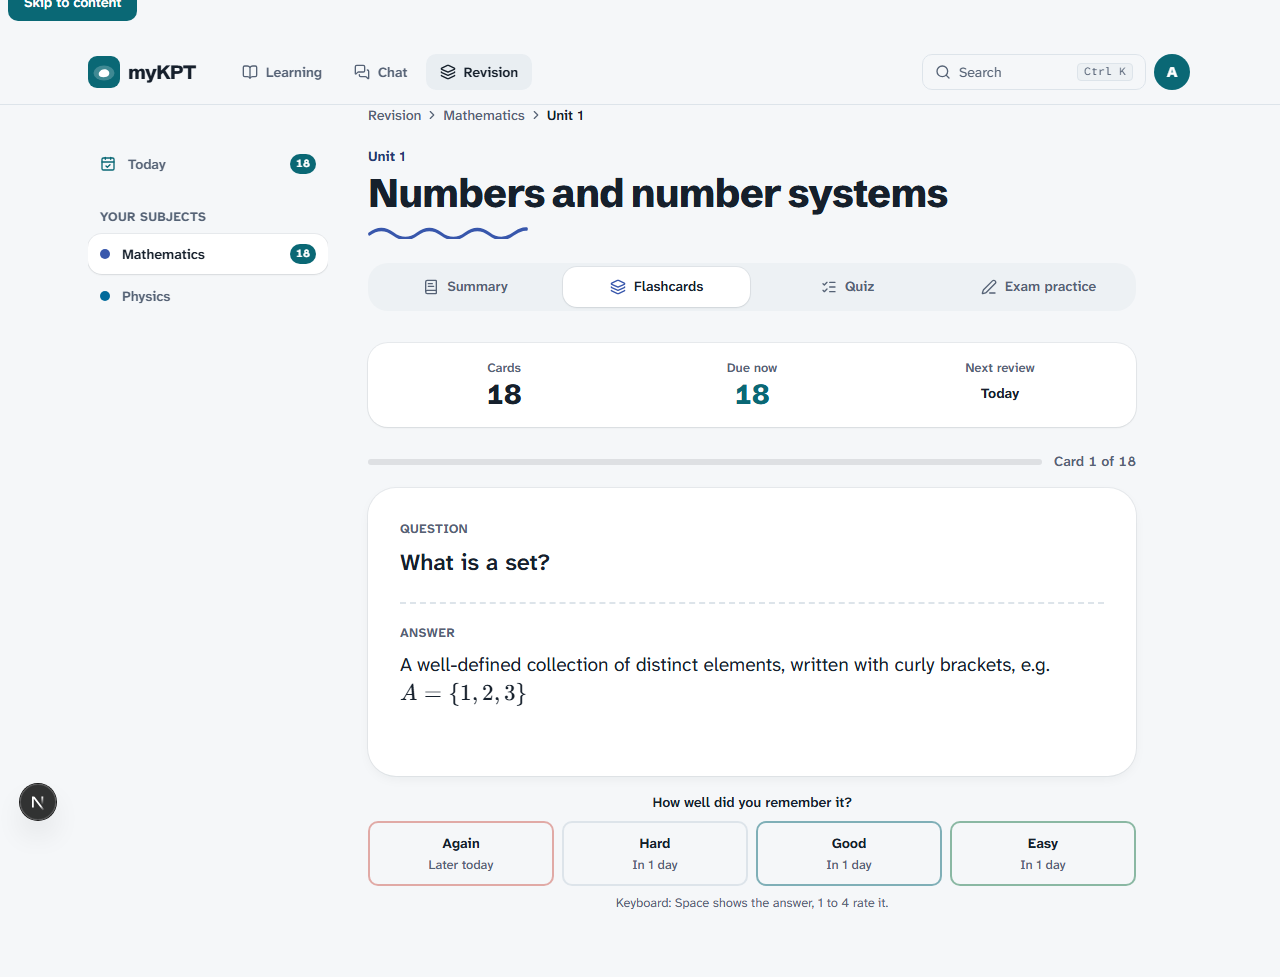 Skip to content
myKPT
Learning
Chat
Revision
Search
Ctrl K
A
Revision > Mathematics > Unit 1
Today
18
YOUR SUBJECTS
Mathematics
18
Physics
Unit 1
Numbers and number systems
Summary
Flashcards
Quiz
Exam practice
Cards
18
Due now
18
Next review
Today
Card 1 of 18
QUESTION
What is a set?
ANSWER
A well-defined collection of distinct elements, written with curly brackets, e.g.
A = {1, 2, 3}
N
How well did you remember it?
Again
Later today
Hard
In 1 day
Good
In 1 day
Easy
In 1 day
Keyboard: Space shows the answer, 1 to 4 rate it.